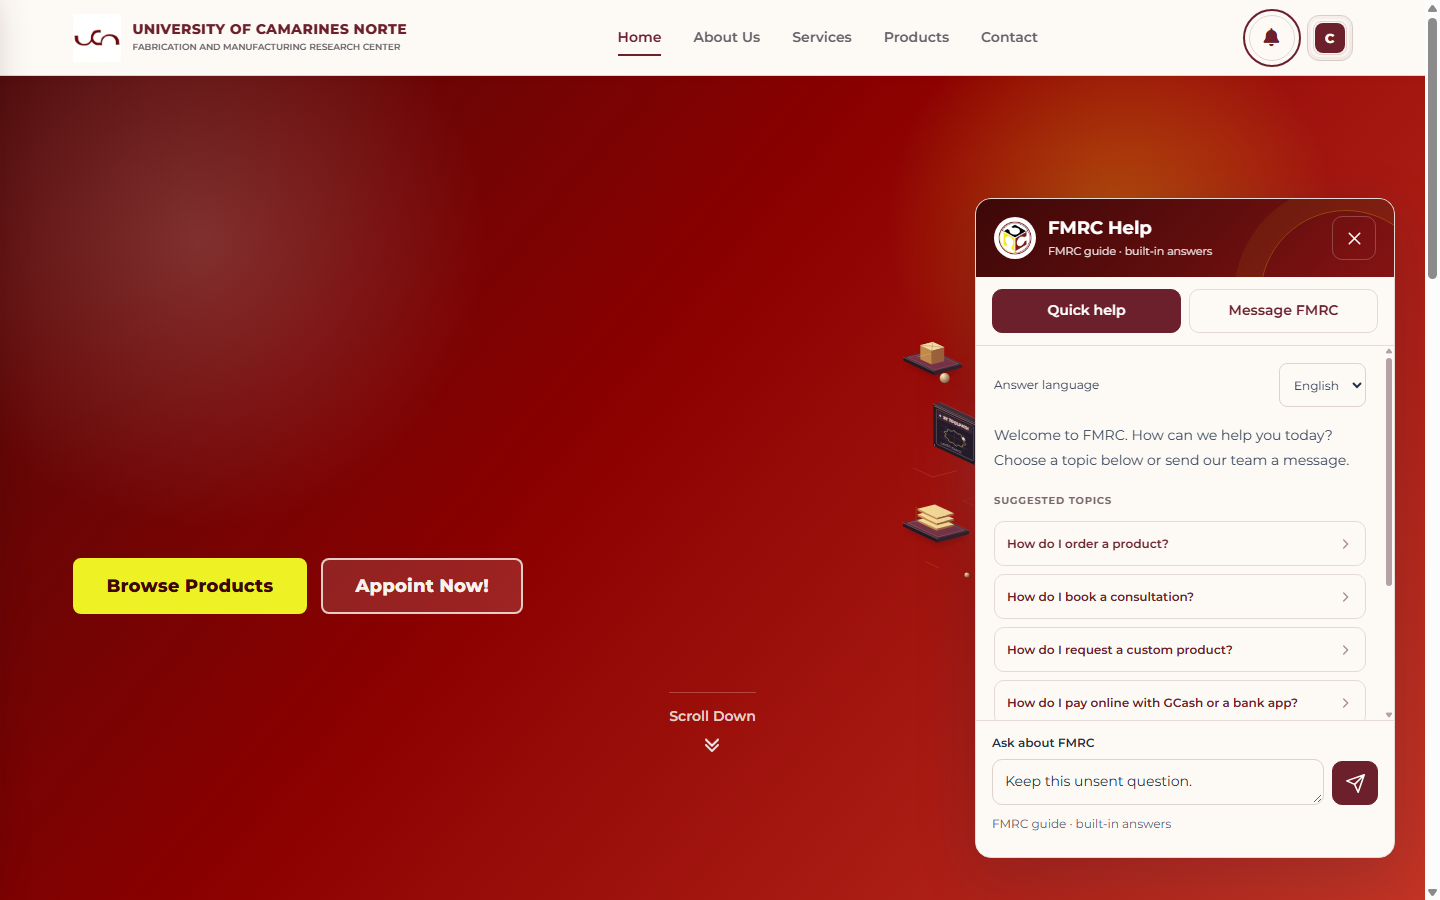 UNIVERSITY OF CAMARINES NORTE
FABRICATION AND MANUFACTURING RESEARCH CENTER
Home
About Us
Services
Products
Contact
C
FMRC Help
FMRC guide · built-in answers
Quick help
Message FMRC
Answer language
English
Welcome to FMRC. How can we help you today?
Choose a topic below or send our team a message.
SUGGESTED TOPICS
How do I order a product?
How do I book a consultation?
How do I request a custom product?
How do I pay online with GCash or a bank app?
Browse Products
Appoint Now!
Scroll Down
Ask about FMRC
Keep this unsent question.
FMRC guide · built-in answers